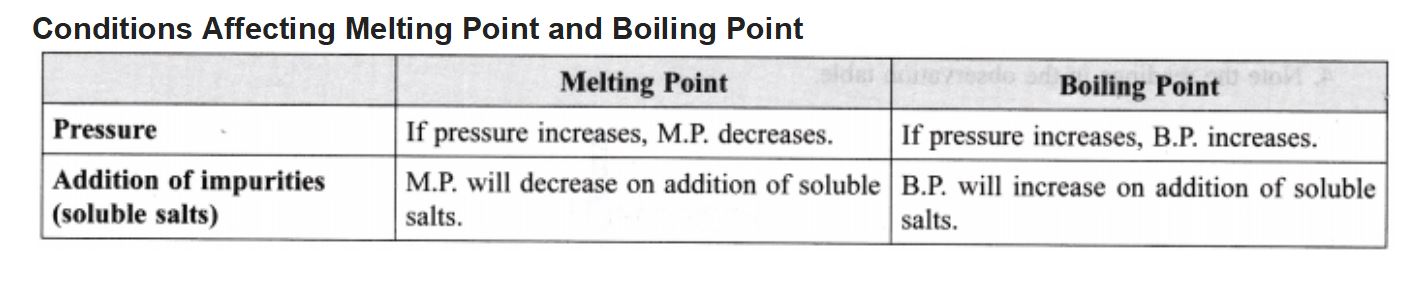 Conditions Affecting Melting Point and Boiling Point
Melting Point
Boiling Point
Pressure
If pressure increases, M.P. decreases.
If pressure increases, B.P. increases.
Addition of impurities
(soluble salts)
M.P. will decrease on addition of soluble
salts.
B.P. will increase on addition of soluble
salts.